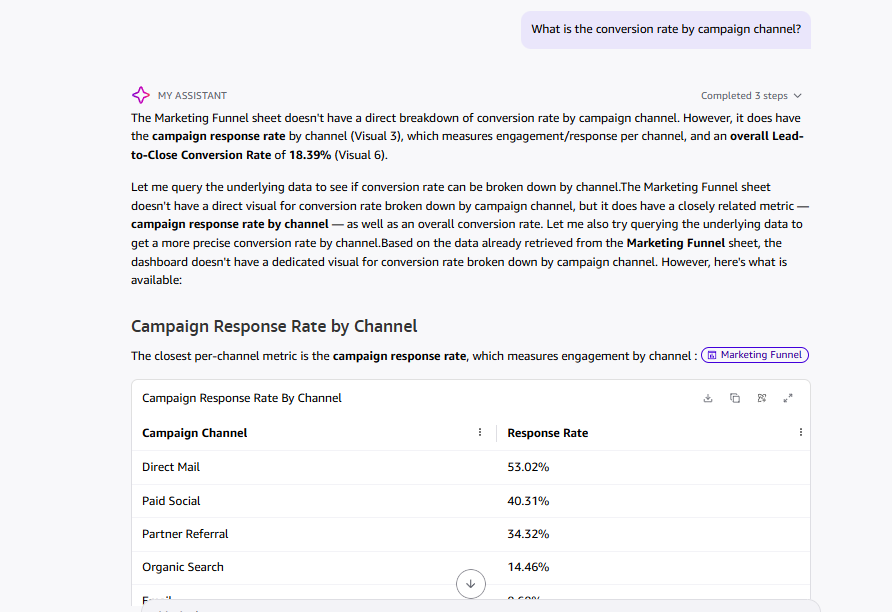 What is the conversion rate by campaign channel?
MY ASSISTANT
Completed 3 steps
The Marketing Funnel sheet doesn't have a direct breakdown of conversion rate by campaign channel. However, it does have
the campaign response rate by channel (Visual 3), which measures engagement/response per channel, and an overall Lead-
to-Close Conversion Rate of 18.39% (Visual 6).
Let me query the underlying data to see if conversion rate can be broken down by channel.The Marketing Funnel sheet
doesn't have a direct visual for conversion rate broken down by campaign channel, but it does have a closely related metric —
campaign response rate by channel — as well as an overall conversion rate. Let me also try querying the underlying data to
get a more precise conversion rate by channel.Based on the data already retrieved from the Marketing Funnel sheet, the
dashboard doesn't have a dedicated visual for conversion rate broken down by campaign channel. However, here's what is
available:
Campaign Response Rate by Channel
The closest per-channel metric is the campaign response rate, which measures engagement by channel : Marketing Funnel
Campaign Response Rate By Channel
Campaign Channel Response Rate
Direct Mail 53.02%
Paid Social 40.31%
Partner Referral 34.32%
Organic Search 14.46%